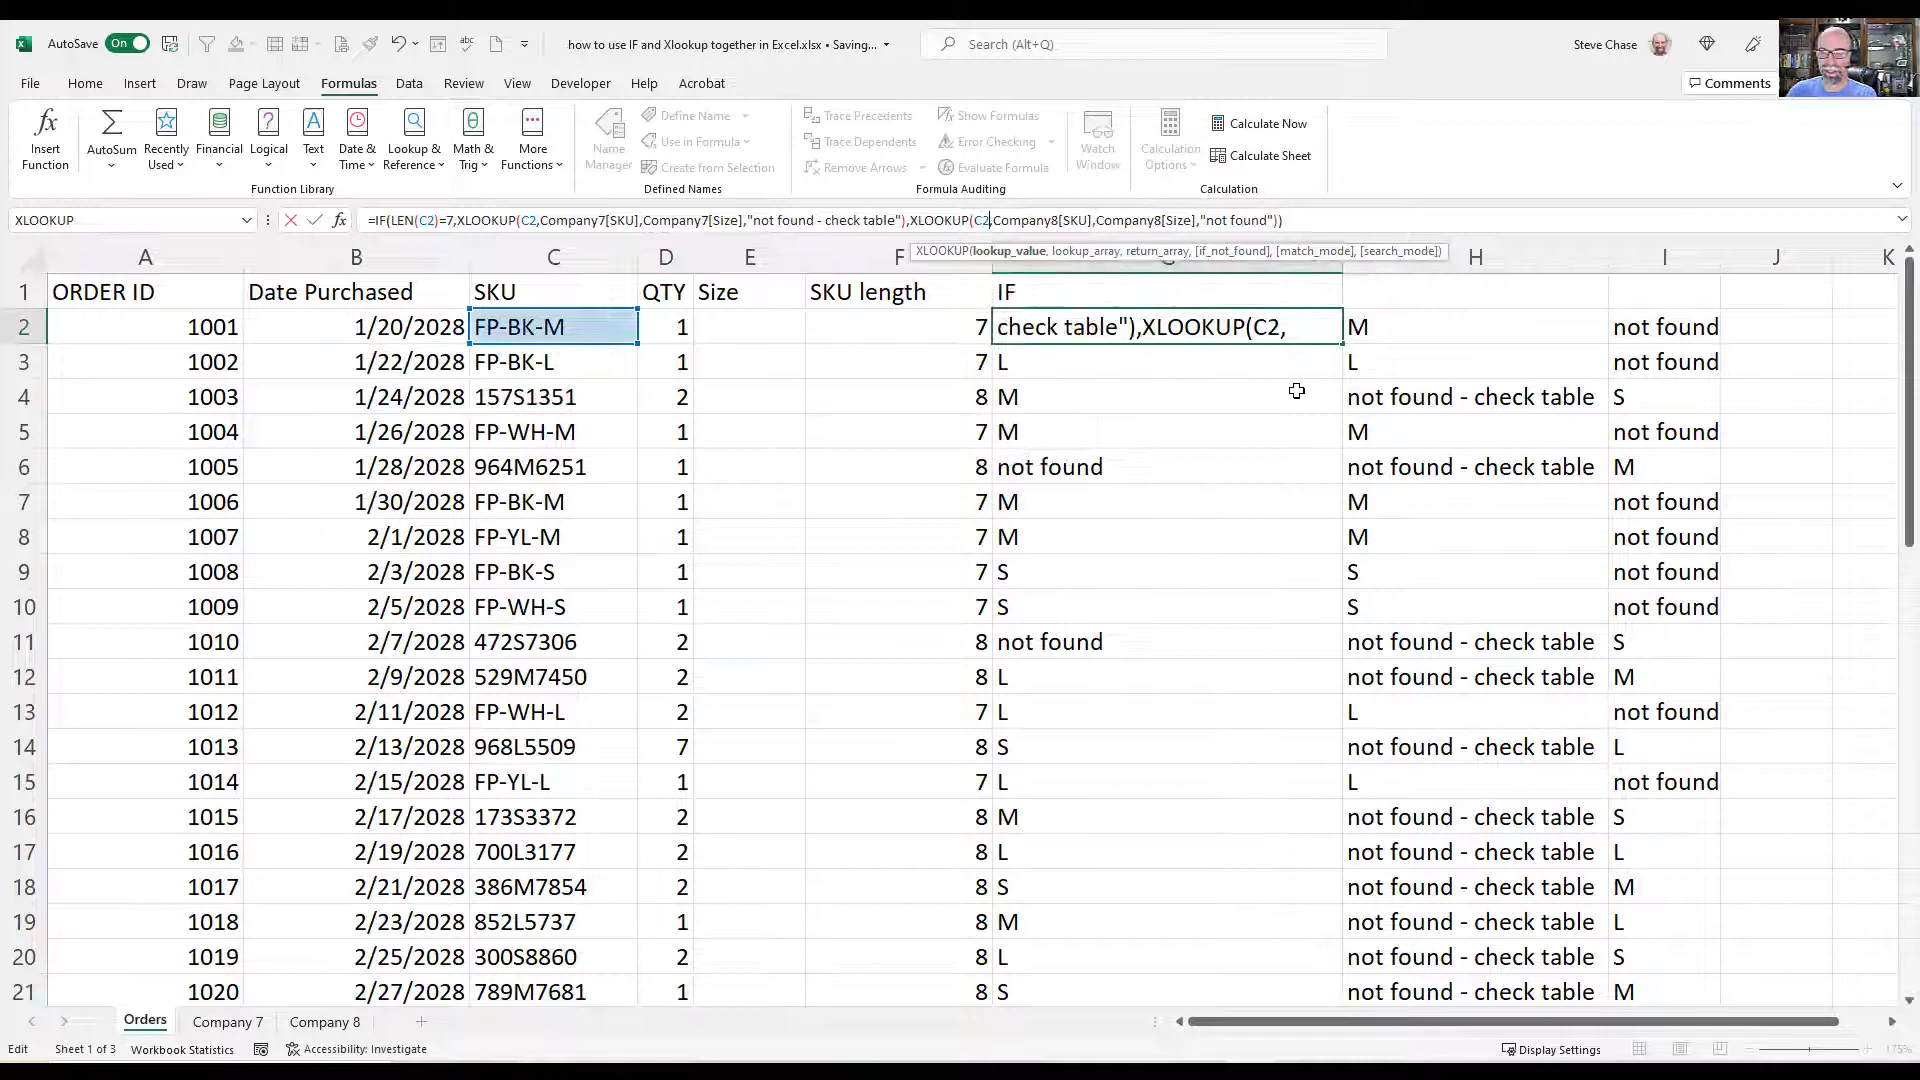 AutoSave On
how to use IF and Xlookup together in Excel.xlsx • Saving...
Search (Alt+Q)
Steve Chase
File Home Insert Draw Page Layout Formulas Data Review View Developer Help Acrobat
Comments
fx Insert Function
AutoSum
Recently Used
Financial
Logical
Text
Date & Time
Lookup & Reference
Math & Trig
More Functions
Function Library
Name Manager
Define Name
Use in Formula
Create from Selection
Defined Names
Trace Precedents
Trace Dependents
Remove Arrows
Show Formulas
Error Checking
Evaluate Formula
Formula Auditing
Watch Window
Calculation Options
Calculate Now
Calculate Sheet
Calculation
XLOOKUP
fx
=IF(LEN(C2)=7,XLOOKUP(C2,Company7[SKU],Company7[Size],"not found - check table"),XLOOKUP(C2,Company8[SKU],Company8[Size],"not found"))
XLOOKUP(lookup_value, lookup_array, return_array, [if_not_found], [match_mode], [search_mode])
A B C D E F G H I J K
1 ORDER ID Date Purchased SKU QTY Size SKU length IF
2 1001 1/20/2028 FP-BK-M 1 7 check table"),XLOOKUP(C2, M not found
3 1002 1/22/2028 FP-BK-L 1 7 L L not found
4 1003 1/24/2028 157S1351 2 8 M not found - check table S
5 1004 1/26/2028 FP-WH-M 1 7 M M not found
6 1005 1/28/2028 964M6251 1 8 not found not found - check table M
7 1006 1/30/2028 FP-BK-M 1 7 M M not found
8 1007 2/1/2028 FP-YL-M 1 7 M M not found
9 1008 2/3/2028 FP-BK-S 1 7 S S not found
10 1009 2/5/2028 FP-WH-S 1 7 S S not found
11 1010 2/7/2028 472S7306 2 8 not found not found - check table S
12 1011 2/9/2028 529M7450 2 8 L not found - check table M
13 1012 2/11/2028 FP-WH-L 2 7 L L not found
14 1013 2/13/2028 968L5509 7 8 S not found - check table L
15 1014 2/15/2028 FP-YL-L 1 7 L L not found
16 1015 2/17/2028 173S3372 2 8 M not found - check table S
17 1016 2/19/2028 700L3177 2 8 L not found - check table L
18 1017 2/21/2028 386M7854 2 8 S not found - check table M
19 1018 2/23/2028 852L5737 1 8 M not found - check table L
20 1019 2/25/2028 300S8860 2 8 L not found - check table S
21 1020 2/27/2028 789M7681 1 8 S not found - check table M
Orders Company 7 Company 8
Edit Sheet 1 of 3 Workbook Statistics Accessibility: Investigate Display Settings 175%